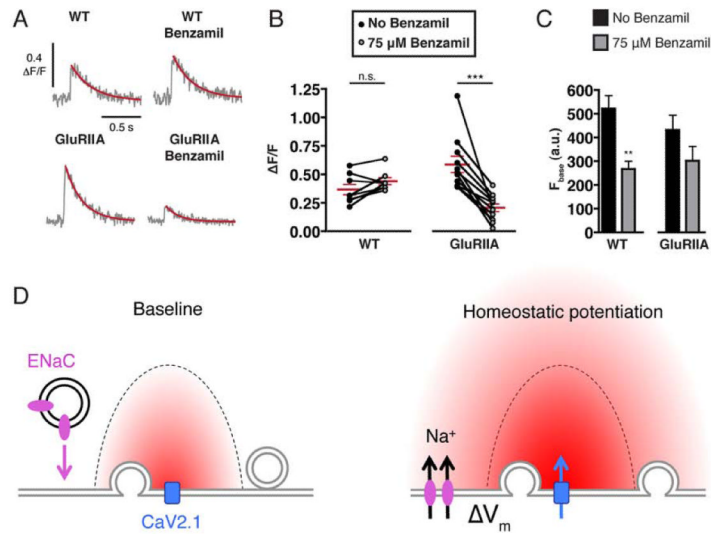 A
WT
WT
Benzamil
0.4
ΔF/F
0.5 s
GluRIIA
GluRIIA
Benzamil
B
No Benzamil
75 µM Benzamil
n.s.
***
1.25
1.00
0.75
0.50
0.25
0.00
ΔF/F
WT
GluRIIA
C
No Benzamil
75 µM Benzamil
600
500
400
300
200
100
0
Fbase (a.u.)
**
WT
GluRIIA
D
Baseline
ENaC
CaV2.1
Homeostatic potentiation
Na⁺
ΔVm